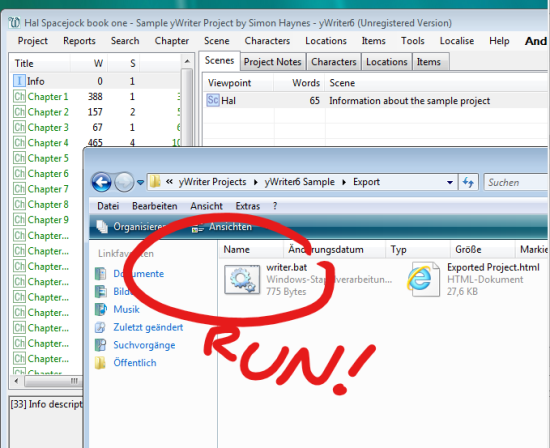 Hal Spacejock book one - Sample yWriter Project by Simon Haynes - yWriter6 (Unregistered Version)
Project Reports Search Chapter Scene Characters Locations Items Tools Localise Help And
Title W S
Info 0 1
Chapter 1 388 1
Chapter 2 157 2
Chapter 3 67 1
Chapter 4 465 4 10
Chapter 5
Chapter 6
Chapter 7
Chapter 8
Chapter 9
Chapter...
Chapter...
Chapter...
Chapter...
Chapter...
Chapter...
Chapter...
[33] Info descript
Scenes Project Notes Characters Locations Items
Viewpoint Words Scene
Sc Hal 65 Information about the sample project
« yWriter Projects yWriter6 Sample Export Suchen
Datei Bearbeiten Ansicht Extras ?
Organisieren Ansichten
Linkfavoriten
Dokumente
Musik
Zuletzt geändert
Suchvorgänge
Öffentlich
Name Änderungsdatum Typ Größe Markie
writer.bat
775 Bytes
Exported Project.html
HTML-Dokument
27,6 KB
RUN!